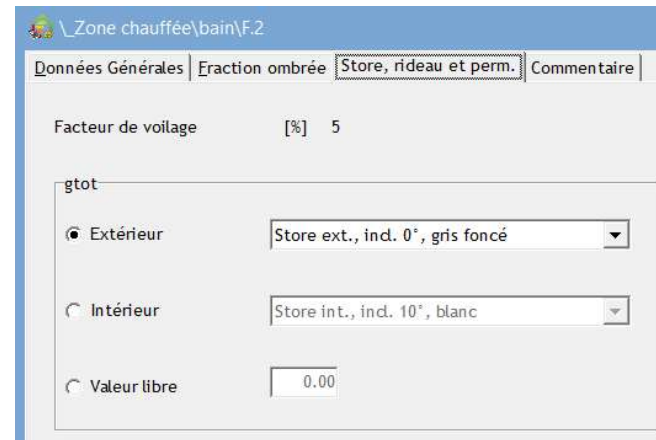 \_Zone chauffée\bain\F.2
Données Générales Fraction ombrée Store, rideau et perm. Commentaire
Facteur de voilage [%] 5
gtot
Extérieur Store ext., incl. 0°, gris foncé
Intérieur Store int., incl. 10°, blanc
Valeur libre 0.00